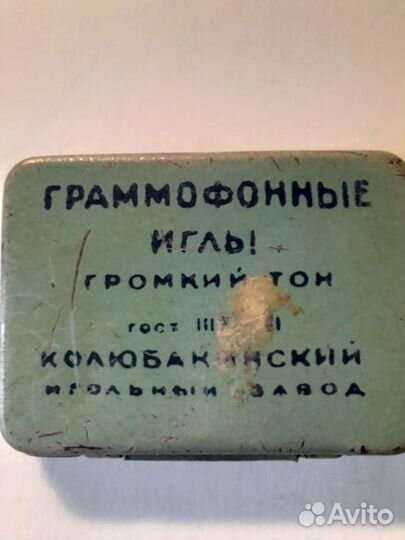 ГРАММОФОННЫЕ
ИГЛЫ
ГРОМКИЙ ТОН
ГОСТ
КОЛЮБАКИНСКИЙ
ИГОЛЬНЫЙ ЗАВОД
Avito